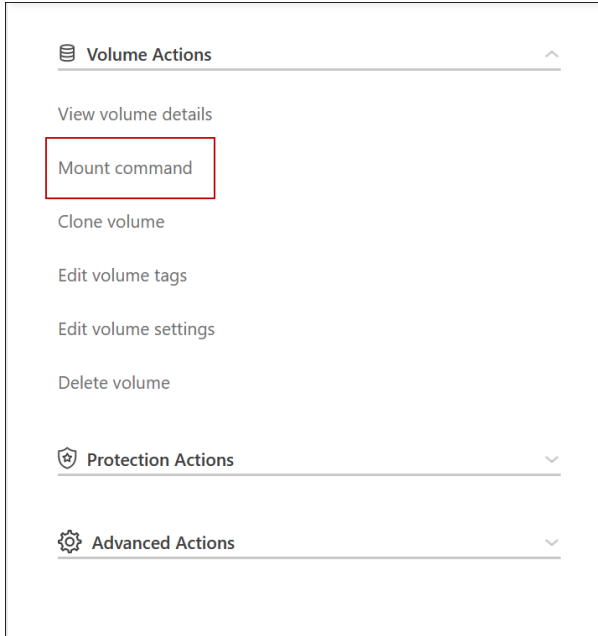 Volume Actions
View volume details
Mount command
Clone volume
Edit volume tags
Edit volume settings
Delete volume
Protection Actions
Advanced Actions